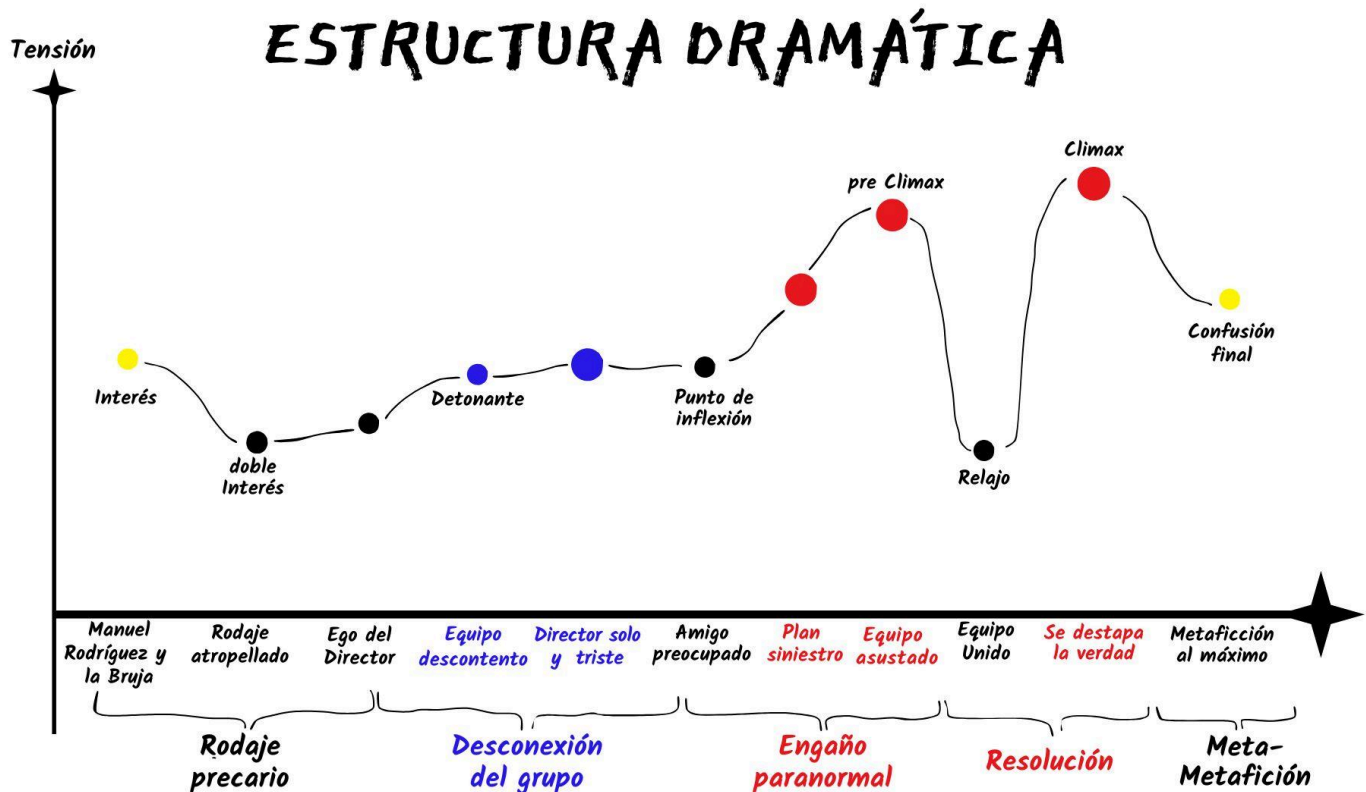 ESTRUCTURA DRAMÁTICA
Tensión
Climax
pre Climax
Confusión
final
Interés
Detonante
Punto de
inflexión
doble
Interés
Relajo
Manuel
Rodríguez y
la Bruja
Rodaje
atropellado
Ego del
Director
Equipo
descontento
Director solo
y triste
Amigo
preocupado
Plan
siniestro
Equipo
asustado
Equipo
Unido
Se destapa
la verdad
Metaficción
al máximo
Rodaje
precario
Desconexión
del grupo
Engaño
paranormal
Resolución
Meta-
Metafición